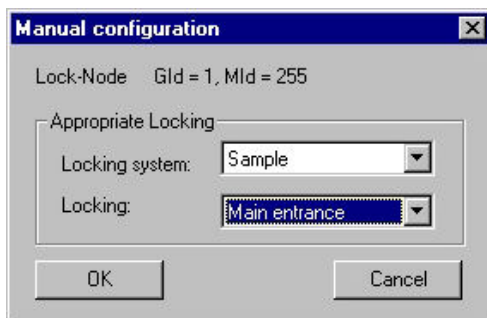 Manual configuration
Lock-Node GId = 1, MId = 255
Appropriate Locking
Locking system: Sample
Locking: Main entrance
OK Cancel